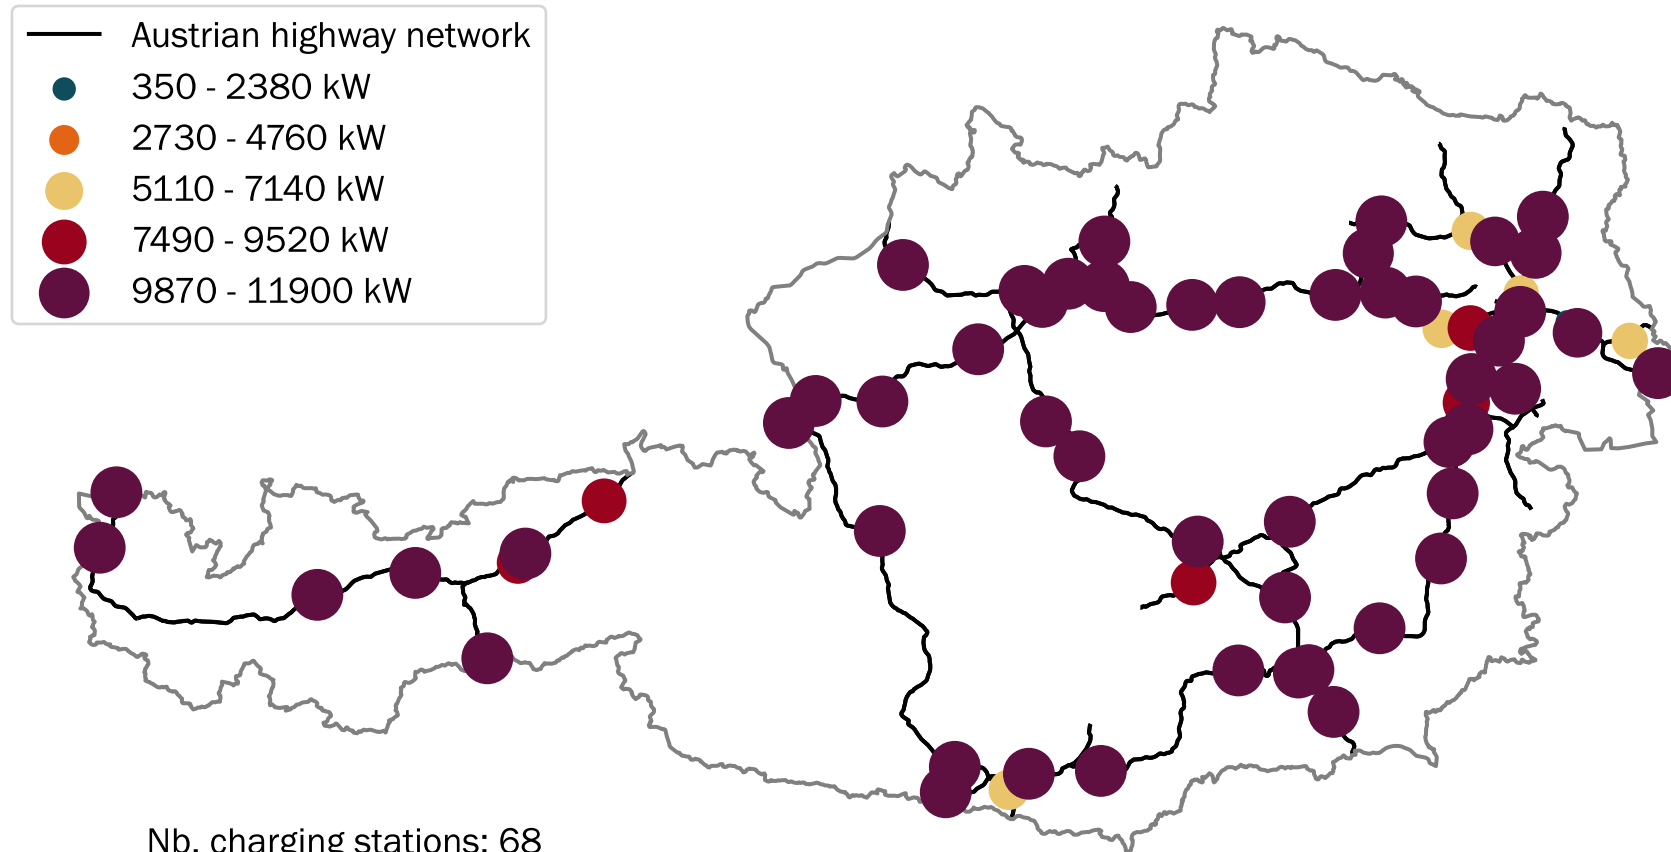 Austrian highway network
350 - 2380 kW
2730 - 4760 kW
5110 - 7140 kW
7490 - 9520 kW
9870 - 11900 kW
Nb. charging stations: 68